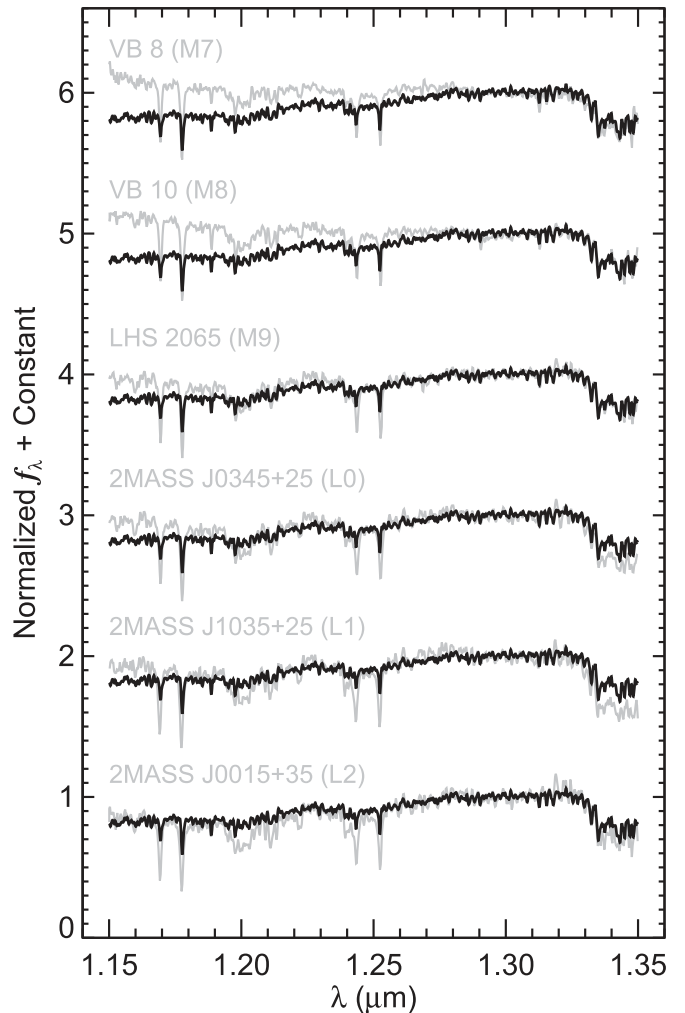 VB 8 (M7)
6
VB 10 (M8)
5
LHS 2065 (M9)
4
2MASS J0345+25 (L0)
3
2MASS J1035+25 (L1)
2
2MASS J0015+35 (L2)
1
0
Normalized fλ + Constant
1.15 1.20 1.25 1.30 1.35
λ (μm)